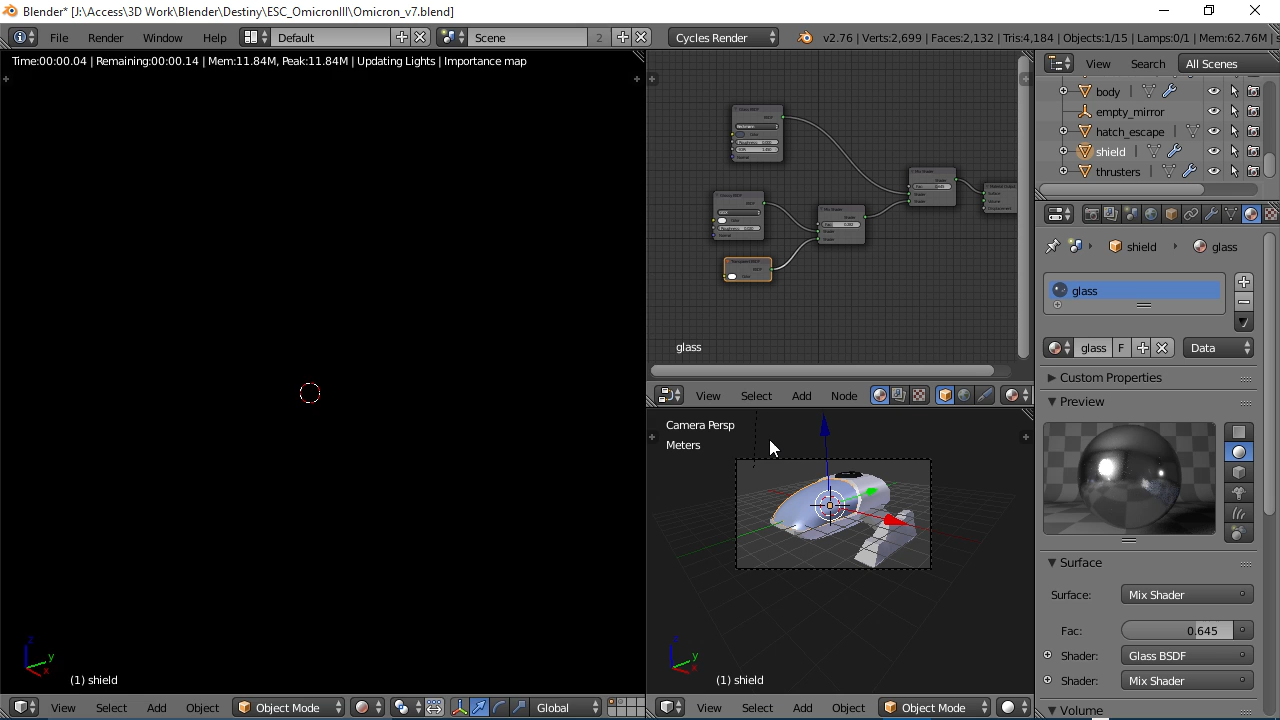 Blender* [J:\Access\3D Work\Blender\Destiny\ESC_OmicronIII\Omicron_v7.blend]
File Render Window Help Default Scene 2 Cycles Render v2.76 | Verts:2,699 | Faces:2,132 | Tris:4,184 | Objects:1/15 | Lamps:0/1 | Mem:62.76M | s
Time:00:00.04 | Remaining:00:00.14 | Mem:11.84M, Peak:11.84M | Updating Lights | Importance map
View Search All Scenes
body
empty_mirror
hatch_escape
shield
thrusters
shield glass
glass
glass F Data
Custom Properties
Preview
Surface
Surface: Mix Shader
Fac: 0.645
Shader: Glass BSDF
Shader: Mix Shader
Volume
glass
View Select Add Node
Camera Persp
Meters
z
y
x
(1) shield
z
y
x
(1) shield
View Select Add Object Object Mode Global
View Select Add Object Object Mode